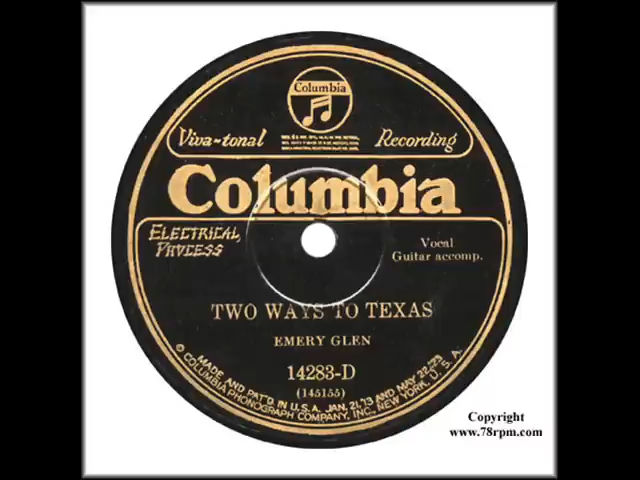 Columbia
Viva-tonal Recording
Columbia
ELECTRICAL
PROCESS
Vocal
Guitar accomp.
TWO WAYS TO TEXAS
EMERY GLEN
14283-D
(145155)
MADE AND PAT'D IN U.S.A. JAN. 21,'13 AND MAY 22,'23
© COLUMBIA PHONOGRAPH COMPANY, INC., NEW YORK, U. S. A.
Copyright
www.78rpm.com